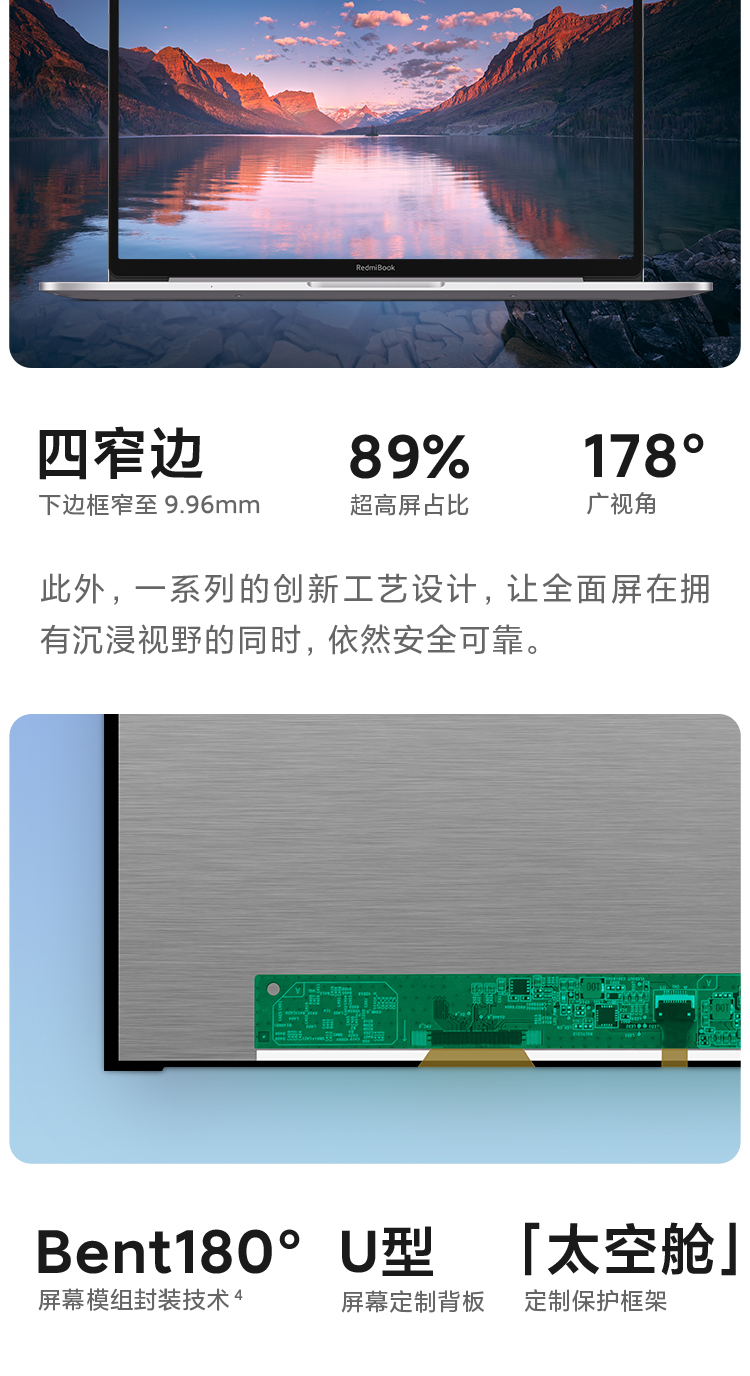 RedmiBook
四窄边
89%
178°
下边框窄至 9.96mm
超高屏占比
广视角
此外，一系列的创新工艺设计，让全面屏在拥
有沉浸视野的同时，依然安全可靠。
Bent180°
U型
「太空舱」
屏幕模组封装技术4
屏幕定制背板
定制保护框架